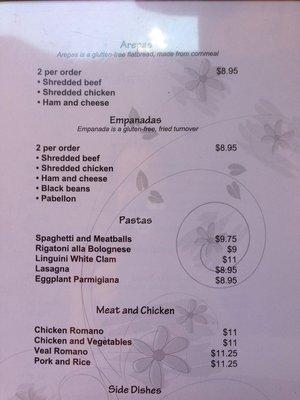 Arepas
Arepas is a gluten-free flatbread, made from cornmeal
2 per order $8.95
• Shredded beef
• Shredded chicken
• Ham and cheese
Empanadas
Empanada is a gluten-free, fried turnover
2 per order $8.95
• Shredded beef
• Shredded chicken
• Ham and cheese
• Black beans
• Pabellon
Pastas
Spaghetti and Meatballs $9.75
Rigatoni alla Bolognese $9
Linguini White Clam $11
Lasagna $8.95
Eggplant Parmigiana $8.95
Meat and Chicken
Chicken Romano $11
Chicken and Vegetables $11
Veal Romano $11.25
Pork and Rice $11.25
Side Dishes